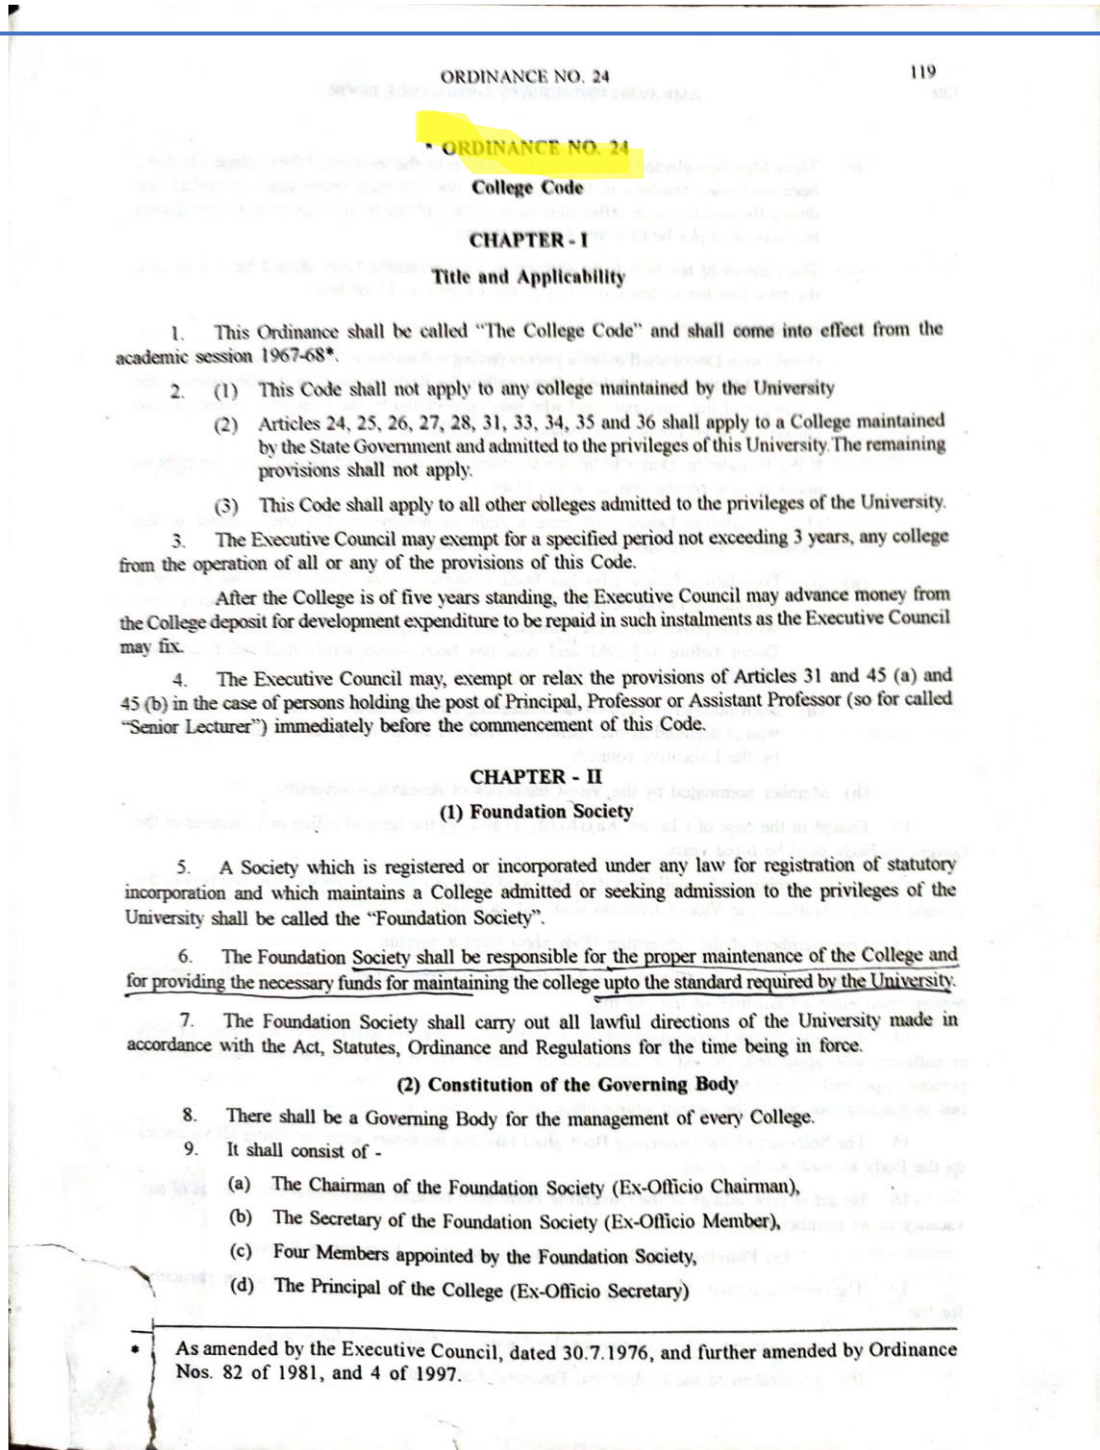 ORDINANCE NO. 24
119
* ORDINANCE NO. 24
College Code
CHAPTER - I
Title and Applicability
1. This Ordinance shall be called “The College Code” and shall come into effect from the
academic session 1967-68*.
2. (1) This Code shall not apply to any college maintained by the University
(2) Articles 24, 25, 26, 27, 28, 31, 33, 34, 35 and 36 shall apply to a College maintained
by the State Government and admitted to the privileges of this University. The remaining
provisions shall not apply.
(3) This Code shall apply to all other colleges admitted to the privileges of the University.
3. The Executive Council may exempt for a specified period not exceeding 3 years, any college
from the operation of all or any of the provisions of this Code.
After the College is of five years standing, the Executive Council may advance money from
the College deposit for development expenditure to be repaid in such instalments as the Executive Council
may fix.
4. The Executive Council may, exempt or relax the provisions of Articles 31 and 45 (a) and
45 (b) in the case of persons holding the post of Principal, Professor or Assistant Professor (so for called
“Senior Lecturer”) immediately before the commencement of this Code.
CHAPTER - II
(1) Foundation Society
5. A Society which is registered or incorporated under any law for registration of statutory
incorporation and which maintains a College admitted or seeking admission to the privileges of the
University shall be called the “Foundation Society”.
6. The Foundation Society shall be responsible for the proper maintenance of the College and
for providing the necessary funds for maintaining the college upto the standard required by the University.
7. The Foundation Society shall carry out all lawful directions of the University made in
accordance with the Act, Statutes, Ordinance and Regulations for the time being in force.
(2) Constitution of the Governing Body
8. There shall be a Governing Body for the management of every College.
9. It shall consist of -
(a) The Chairman of the Foundation Society (Ex-Officio Chairman),
(b) The Secretary of the Foundation Society (Ex-Officio Member),
(c) Four Members appointed by the Foundation Society,
(d) The Principal of the College (Ex-Officio Secretary)
* As amended by the Executive Council, dated 30.7.1976, and further amended by Ordinance
Nos. 82 of 1981, and 4 of 1997.